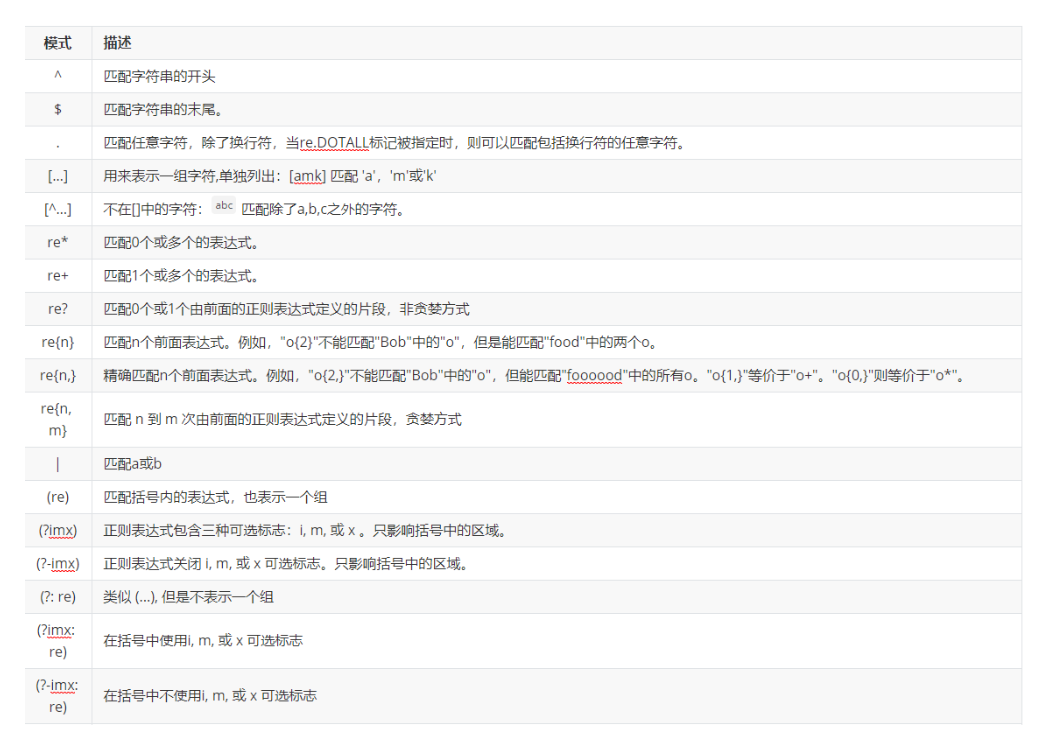 模式 描述
^ 匹配字符串的开头
$ 匹配字符串的末尾。
. 匹配任意字符，除了换行符，当re.DOTALL标记被指定时，则可以匹配包括换行符的任意字符。
[...] 用来表示一组字符,单独列出：[amk] 匹配 'a'，'m'或'k'
[^...] 不在[]中的字符：abc 匹配除了a,b,c之外的字符。
re* 匹配0个或多个的表达式。
re+ 匹配1个或多个的表达式。
re? 匹配0个或1个由前面的正则表达式定义的片段，非贪婪方式
re{n} 匹配n个前面表达式。例如，"o{2}"不能匹配"Bob"中的"o"，但是能匹配"food"中的两个o。
re{n,} 精确匹配n个前面表达式。例如，"o{2,}"不能匹配"Bob"中的"o"，但能匹配"foooood"中的所有o。"o{1,}"等价于"o+"。"o{0,}"则等价于"o*"。
re{n,
m}
匹配 n 到 m 次由前面的正则表达式定义的片段，贪婪方式
| 匹配a或b
(re) 匹配括号内的表达式，也表示一个组
(?imx) 正则表达式包含三种可选标志：i, m, 或 x 。只影响括号中的区域。
(?-imx) 正则表达式关闭 i, m, 或 x 可选标志。只影响括号中的区域。
(?: re) 类似 (...), 但是不表示一个组
(?imx:
re)
在括号中使用i, m, 或 x 可选标志
(?-imx:
re)
在括号中不使用i, m, 或 x 可选标志